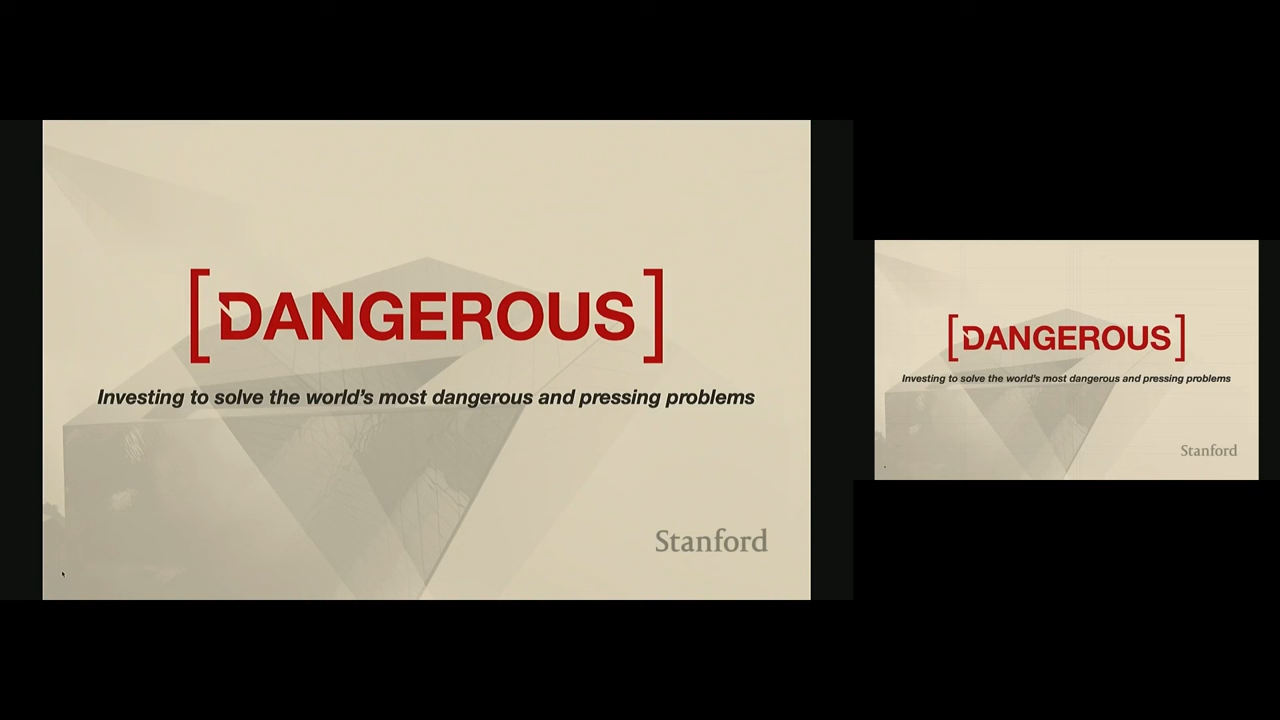 [DANGEROUS]
Investing to solve the world's most dangerous and pressing problems
Stanford
[DANGEROUS]
Investing to solve the world's most dangerous and pressing problems
Stanford